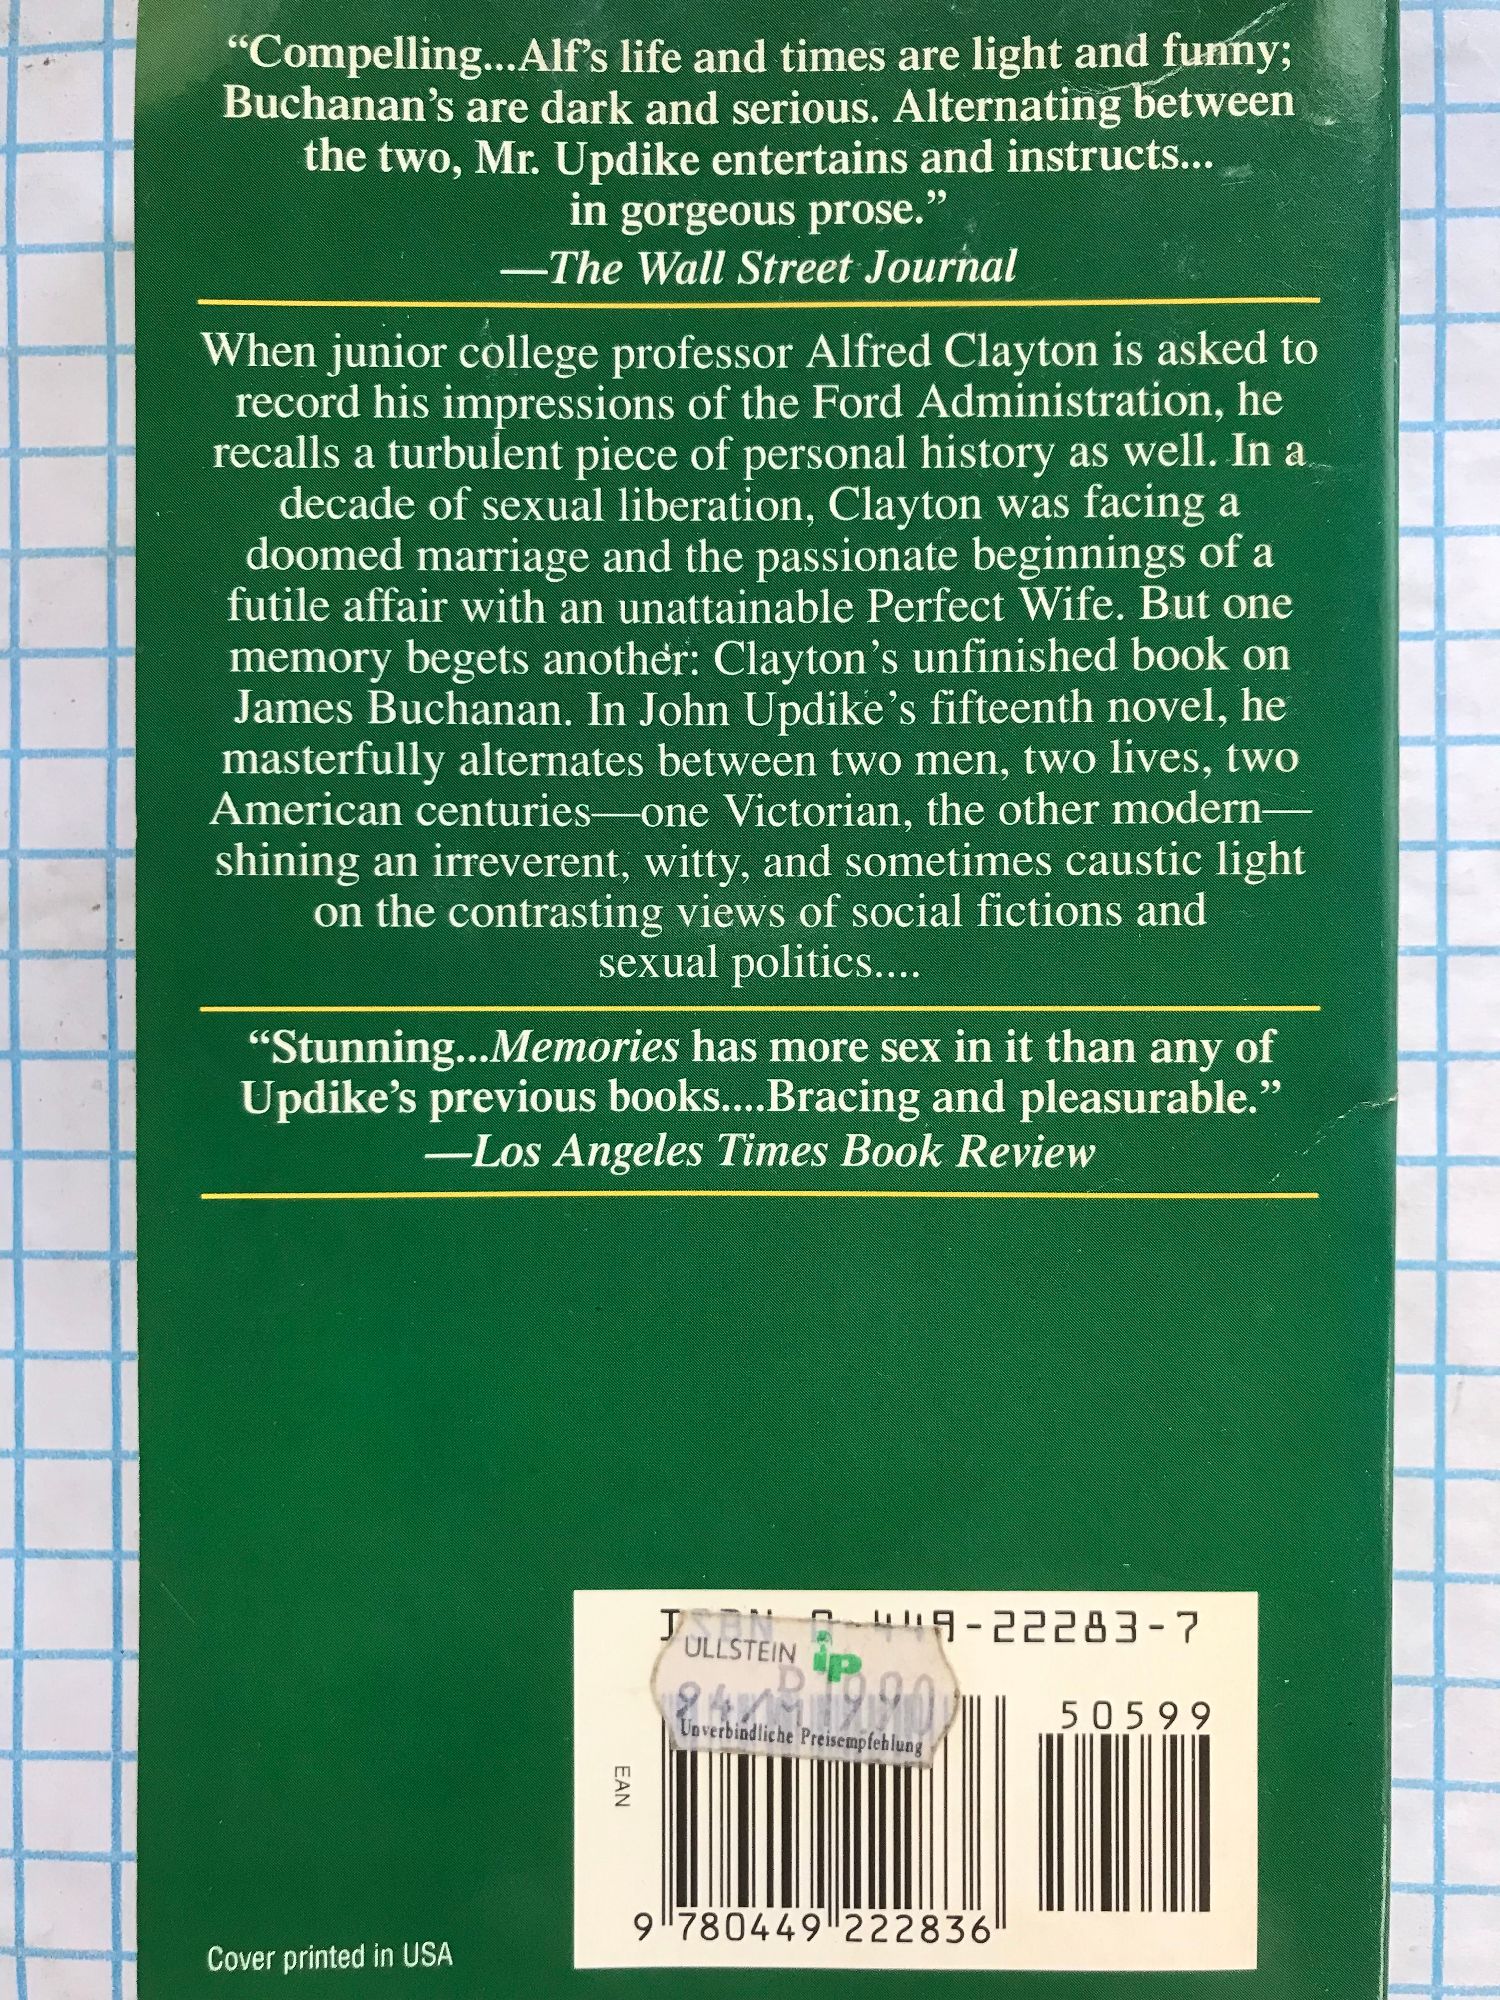 “Compelling...Alf’s life and times are light and funny;
Buchanan’s are dark and serious. Alternating between
the two, Mr. Updike entertains and instructs...
in gorgeous prose.”
—The Wall Street Journal
When junior college professor Alfred Clayton is asked to
record his impressions of the Ford Administration, he
recalls a turbulent piece of personal history as well. In a
decade of sexual liberation, Clayton was facing a
doomed marriage and the passionate beginnings of a
futile affair with an unattainable Perfect Wife. But one
memory begets another: Clayton’s unfinished book on
James Buchanan. In John Updike’s fifteenth novel, he
masterfully alternates between two men, two lives, two
American centuries—one Victorian, the other modern—
shining an irreverent, witty, and sometimes caustic light
on the contrasting views of social fictions and
sexual politics....
“Stunning...Memories has more sex in it than any of
Updike’s previous books....Bracing and pleasurable.”
—Los Angeles Times Book Review
ISBN 0-449-22283-7
ULLSTEIN ip
D
94/M 990
Unverbindliche Preisempfehlung
50599
EAN
9 780449 222836
Cover printed in USA